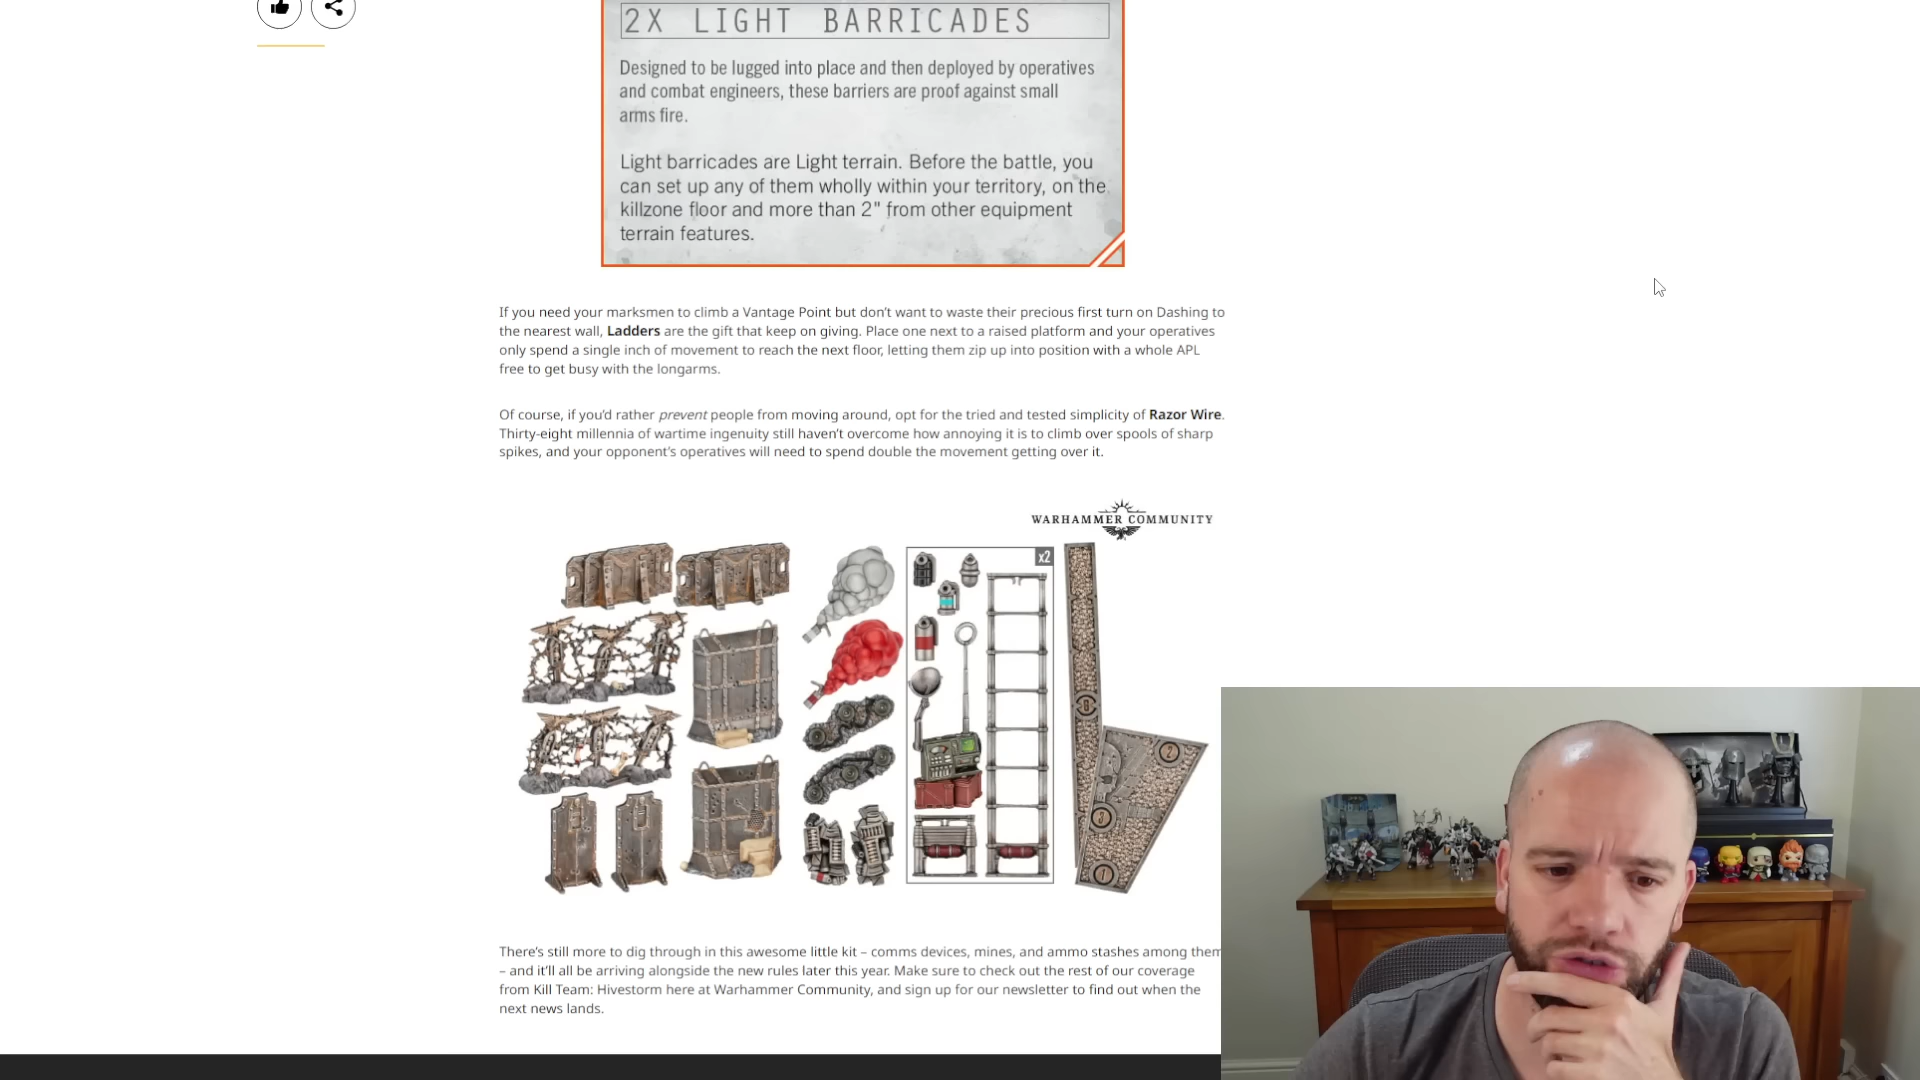 2X LIGHT BARRICADES
Designed to be lugged into place and then deployed by operatives
and combat engineers, these barriers are proof against small
arms fire.
Light barricades are Light terrain. Before the battle, you
can set up any of them wholly within your territory, on the
killzone floor and more than 2" from other equipment
terrain features.
If you need your marksmen to climb a Vantage Point but don't want to waste their precious first turn on Dashing to
the nearest wall, Ladders are the gift that keep on giving. Place one next to a raised platform and your operatives
only spend a single inch of movement to reach the next floor, letting them zip up into position with a whole APL
free to get busy with the longarms.
Of course, if you'd rather prevent people from moving around, opt for the tried and tested simplicity of Razor Wire.
Thirty-eight millennia of wartime ingenuity still haven't overcome how annoying it is to climb over spools of sharp
spikes, and your opponent's operatives will need to spend double the movement getting over it.
WARHAMMER COMMUNITY
x2
2
3
1
There's still more to dig through in this awesome little kit – comms devices, mines, and ammo stashes among them
– and it'll all be arriving alongside the new rules later this year. Make sure to check out the rest of our coverage
from Kill Team: Hivestorm here at Warhammer Community, and sign up for our newsletter to find out when the
next news lands.